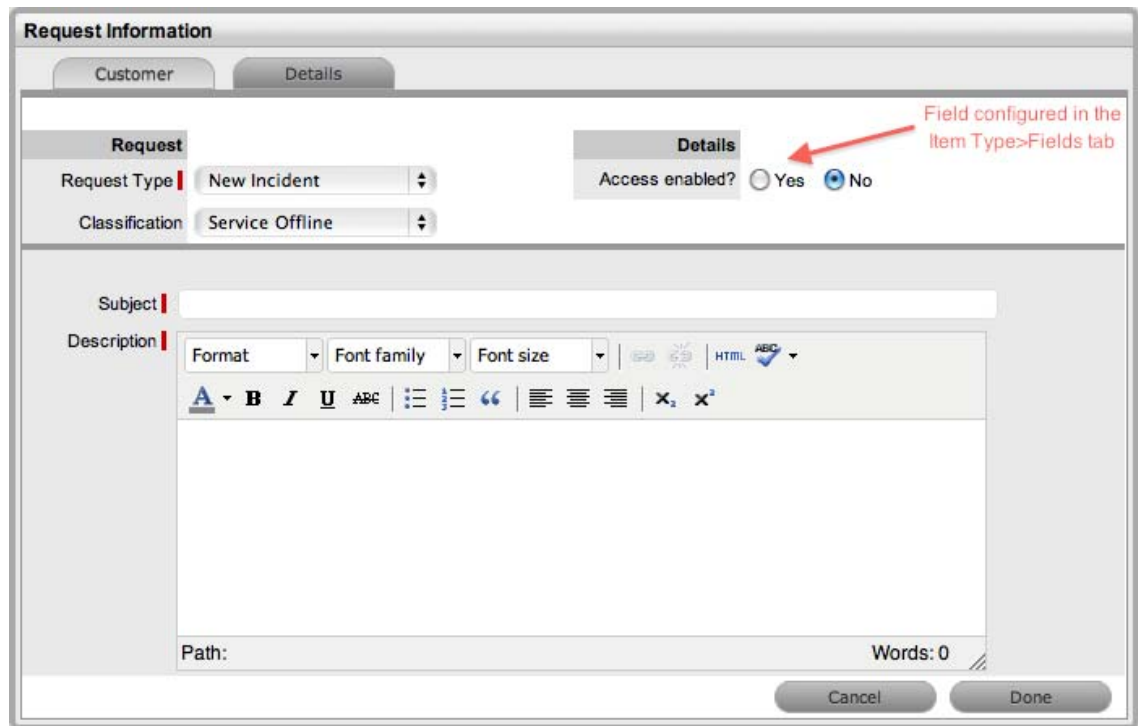 Request Information
Customer
Details
Field configured in the
Item Type>Fields tab
Request
Details
Request Type
New Incident
Access enabled?
Yes
No
Classification
Service Offline
Subject
Description
Format
Font family
Font size
HTML
ABC
A
B
I
U
ABC
x₂
x²
Path:
Words: 0
Cancel
Done